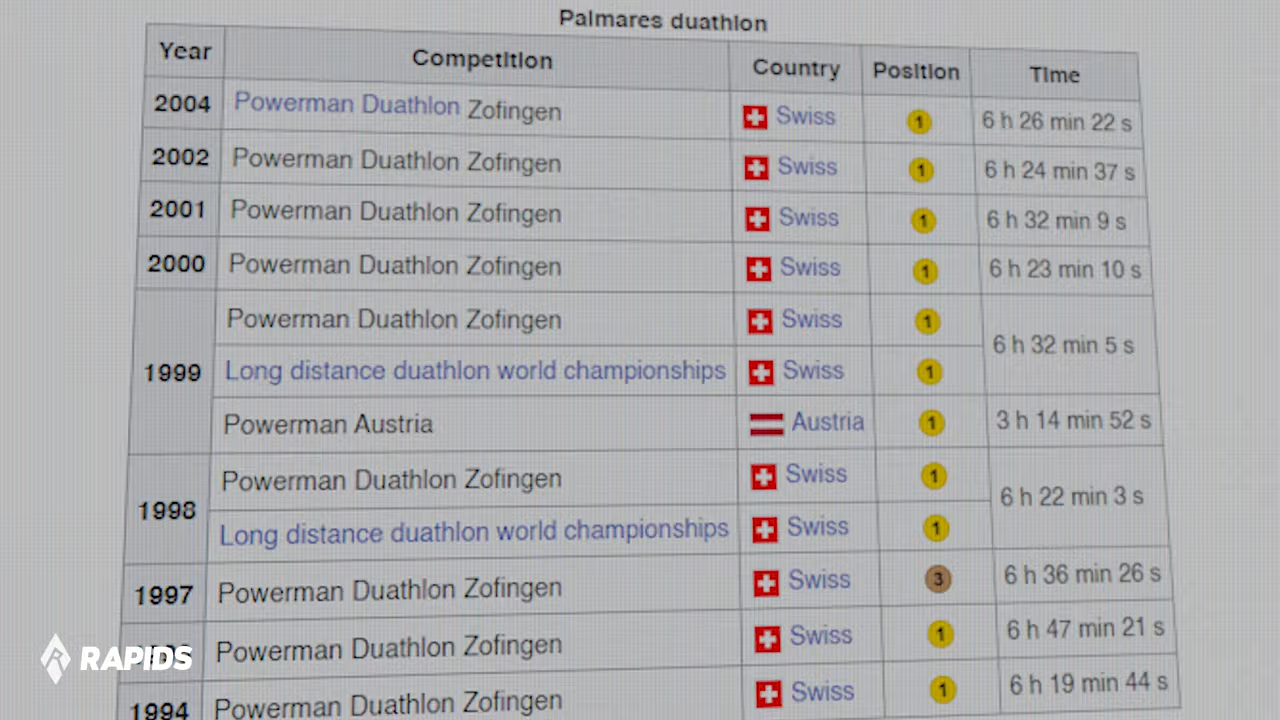 Palmares duathlon
Year Competition Country Position Time
2004 Powerman Duathlon Zofingen Swiss 1 6 h 26 min 22 s
2002 Powerman Duathlon Zofingen Swiss 1 6 h 24 min 37 s
2001 Powerman Duathlon Zofingen Swiss 1 6 h 32 min 9 s
2000 Powerman Duathlon Zofingen Swiss 1 6 h 23 min 10 s
1999 Powerman Duathlon Zofingen Swiss 1 6 h 32 min 5 s
Long distance duathlon world championships Swiss 1
Powerman Austria Austria 1 3 h 14 min 52 s
1998 Powerman Duathlon Zofingen Swiss 1 6 h 22 min 3 s
Long distance duathlon world championships Swiss 1
1997 Powerman Duathlon Zofingen Swiss 3 6 h 36 min 26 s
Powerman Duathlon Zofingen Swiss 1 6 h 47 min 21 s
1994 Powerman Duathlon Zofingen Swiss 1 6 h 19 min 44 s
RAPIDS